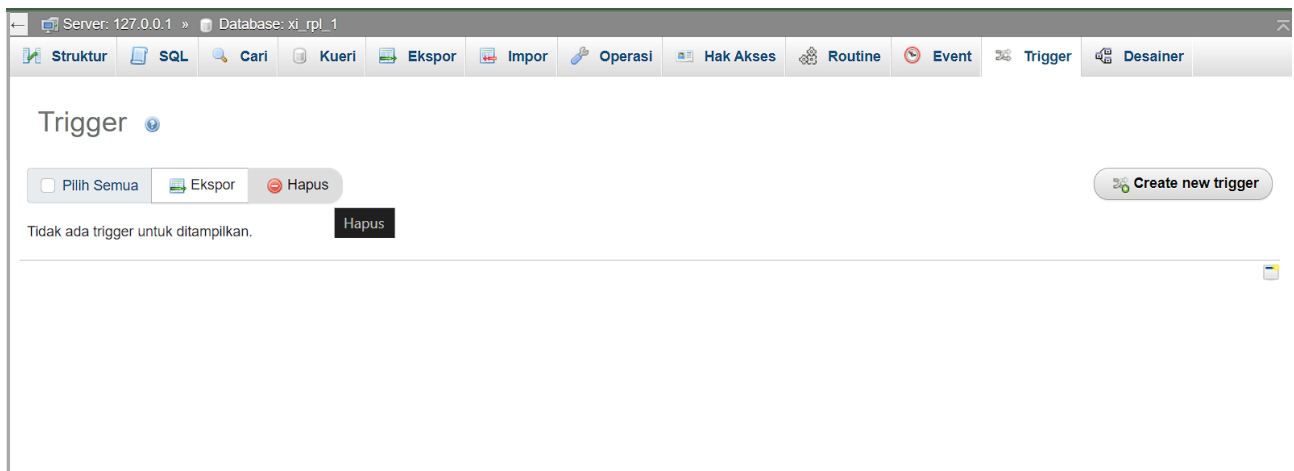 ← Server: 127.0.0.1 » Database: xi_rpl_1
Struktur SQL Cari Kueri Ekspor Impor Operasi Hak Akses Routine Event Trigger Desainer
Trigger
Pilih Semua Ekspor Hapus Create new trigger
Hapus
Tidak ada trigger untuk ditampilkan.